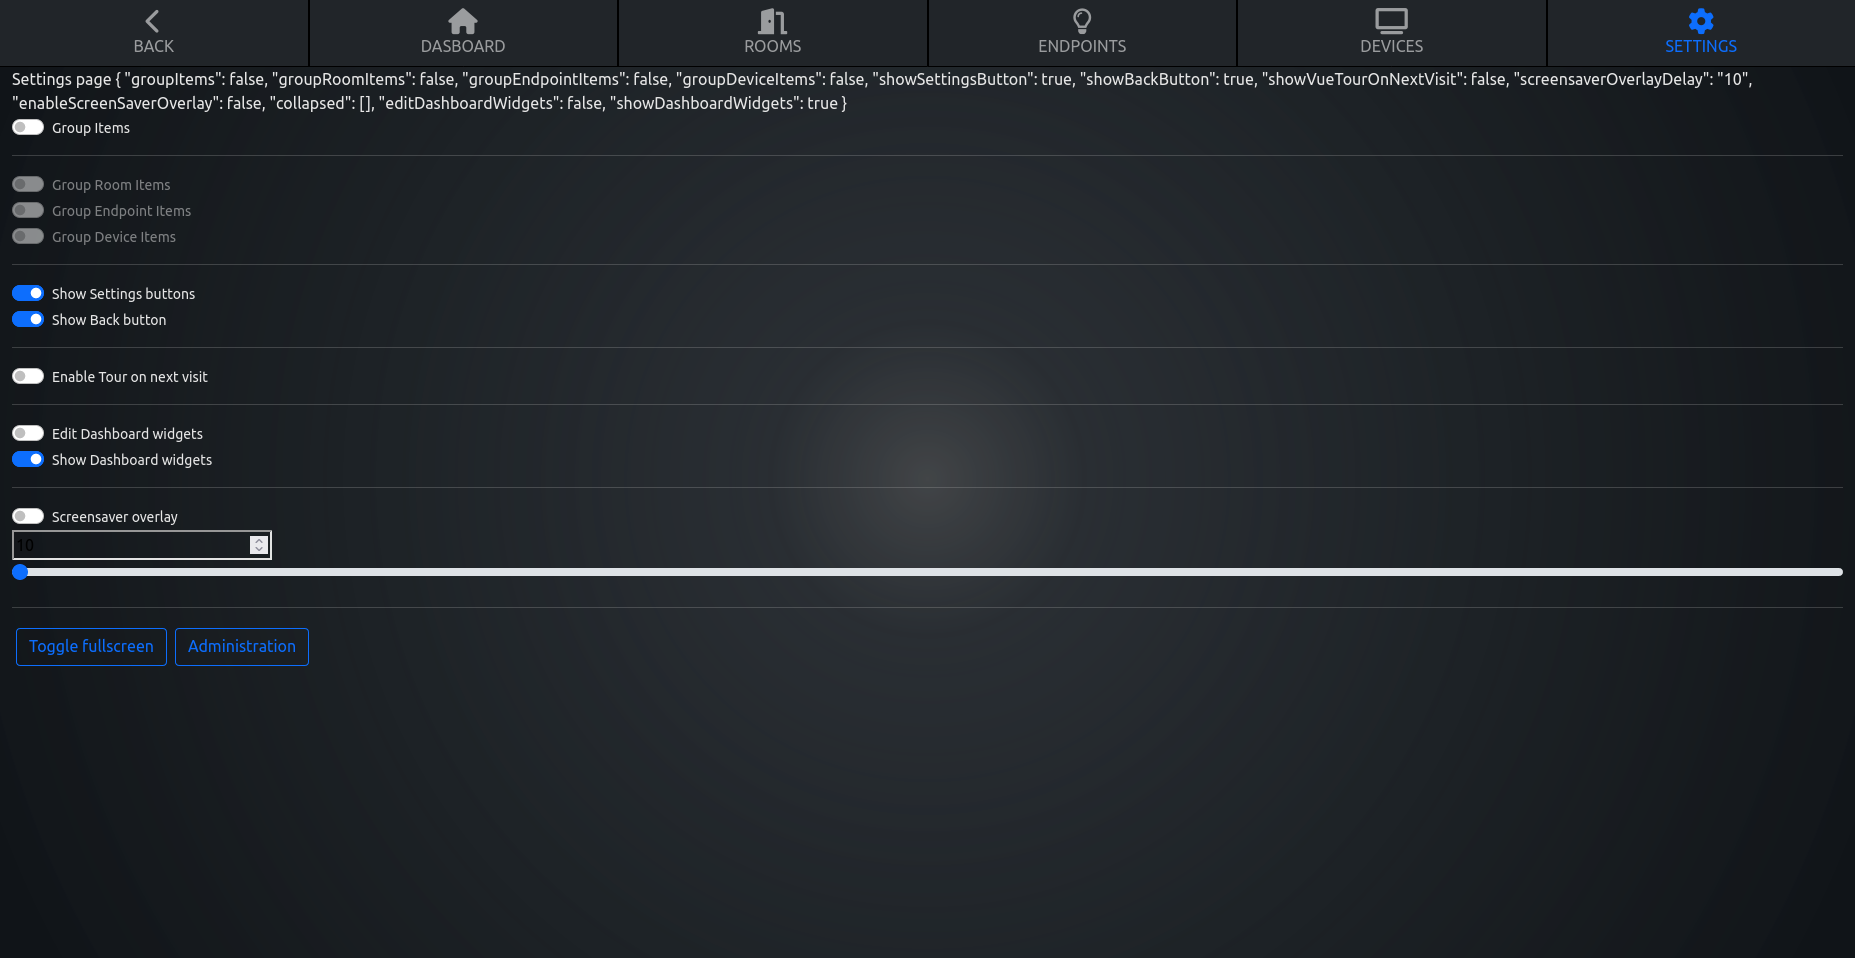 BACK
DASBOARD
ROOMS
ENDPOINTS
DEVICES
SETTINGS
Settings page { "groupItems": false, "groupRoomItems": false, "groupEndpointItems": false, "groupDeviceItems": false, "showSettingsButton": true, "showBackButton": true, "showVueTourOnNextVisit": false, "screensaverOverlayDelay": "10",
"enableScreenSaverOverlay": false, "collapsed": [], "editDashboardWidgets": false, "showDashboardWidgets": true }
Group Items
Group Room Items
Group Endpoint Items
Group Device Items
Show Settings buttons
Show Back button
Enable Tour on next visit
Edit Dashboard widgets
Show Dashboard widgets
Screensaver overlay
10
Toggle fullscreen
Administration